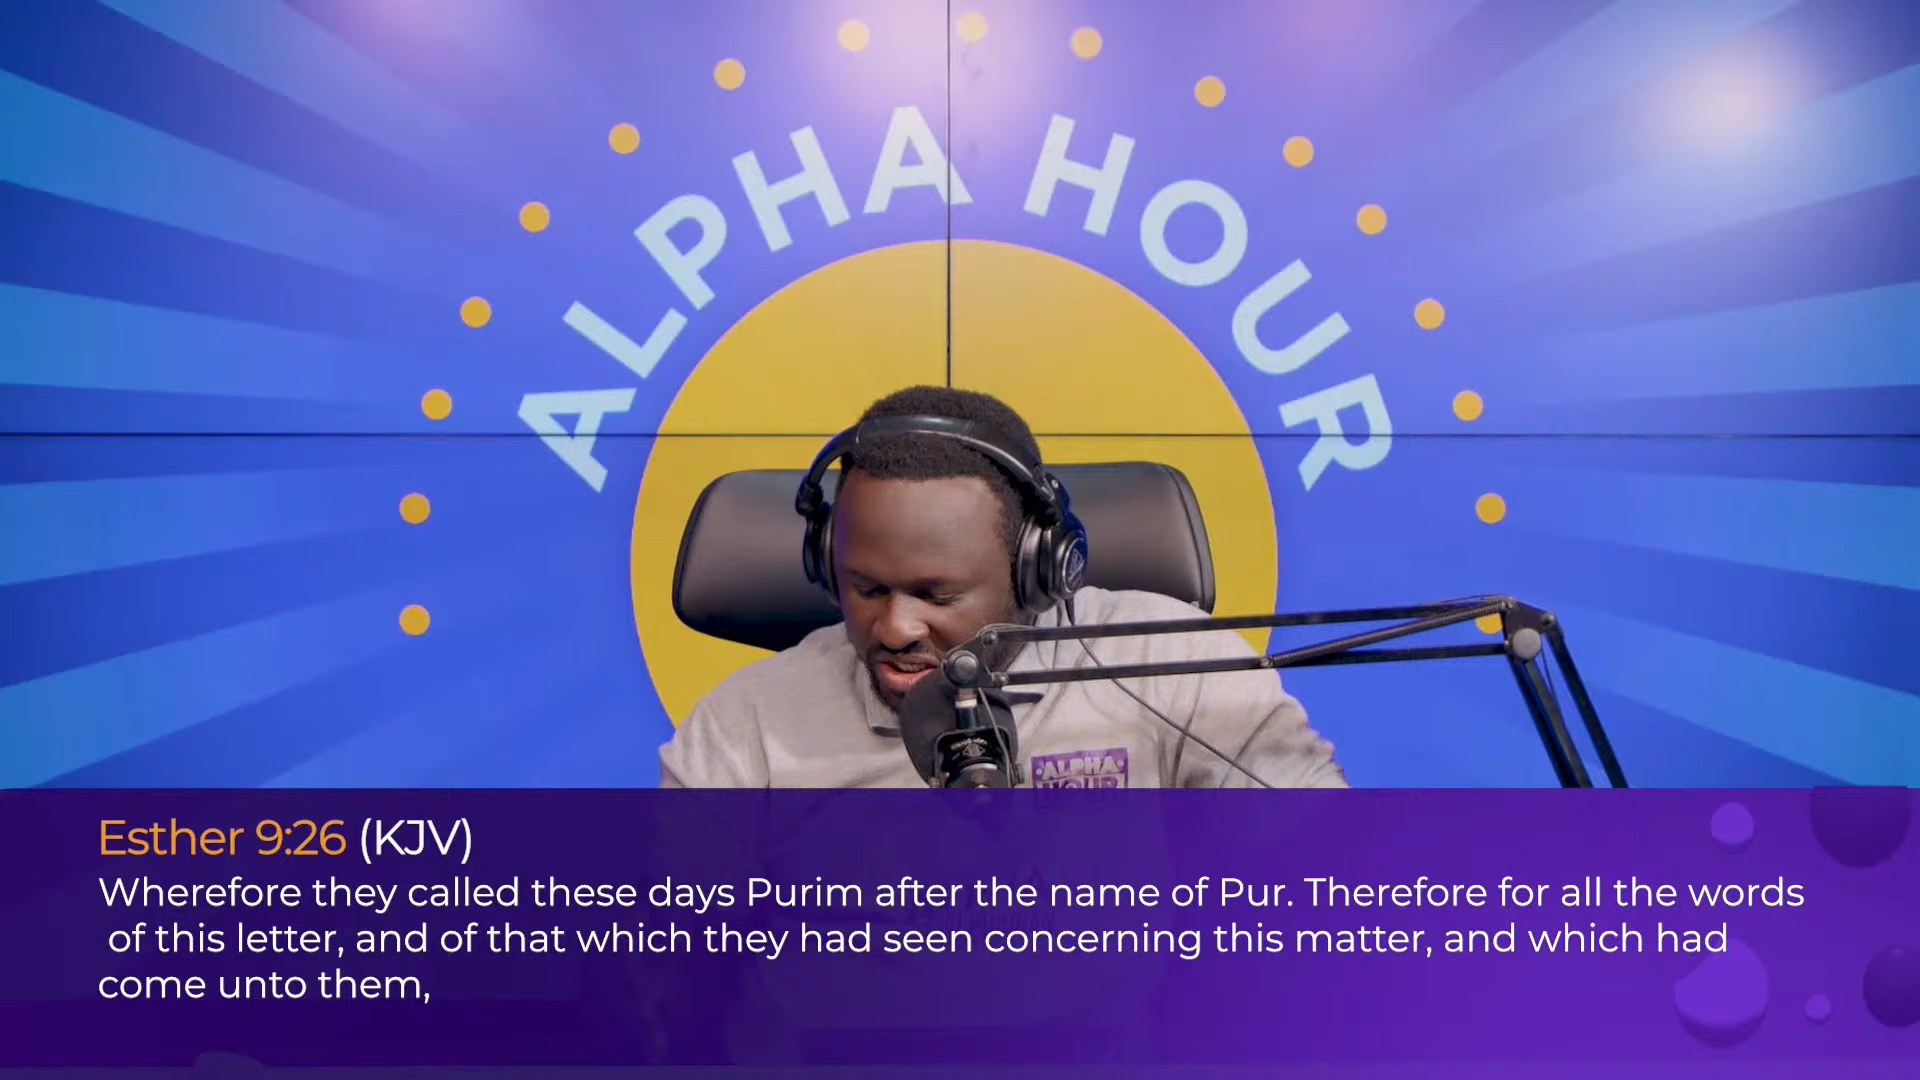 ALPHA HOUR
ALPHA
HOUR
Esther 9:26 (KJV)
Wherefore they called these days Purim after the name of Pur. Therefore for all the words
of this letter, and of that which they had seen concerning this matter, and which had
come unto them,